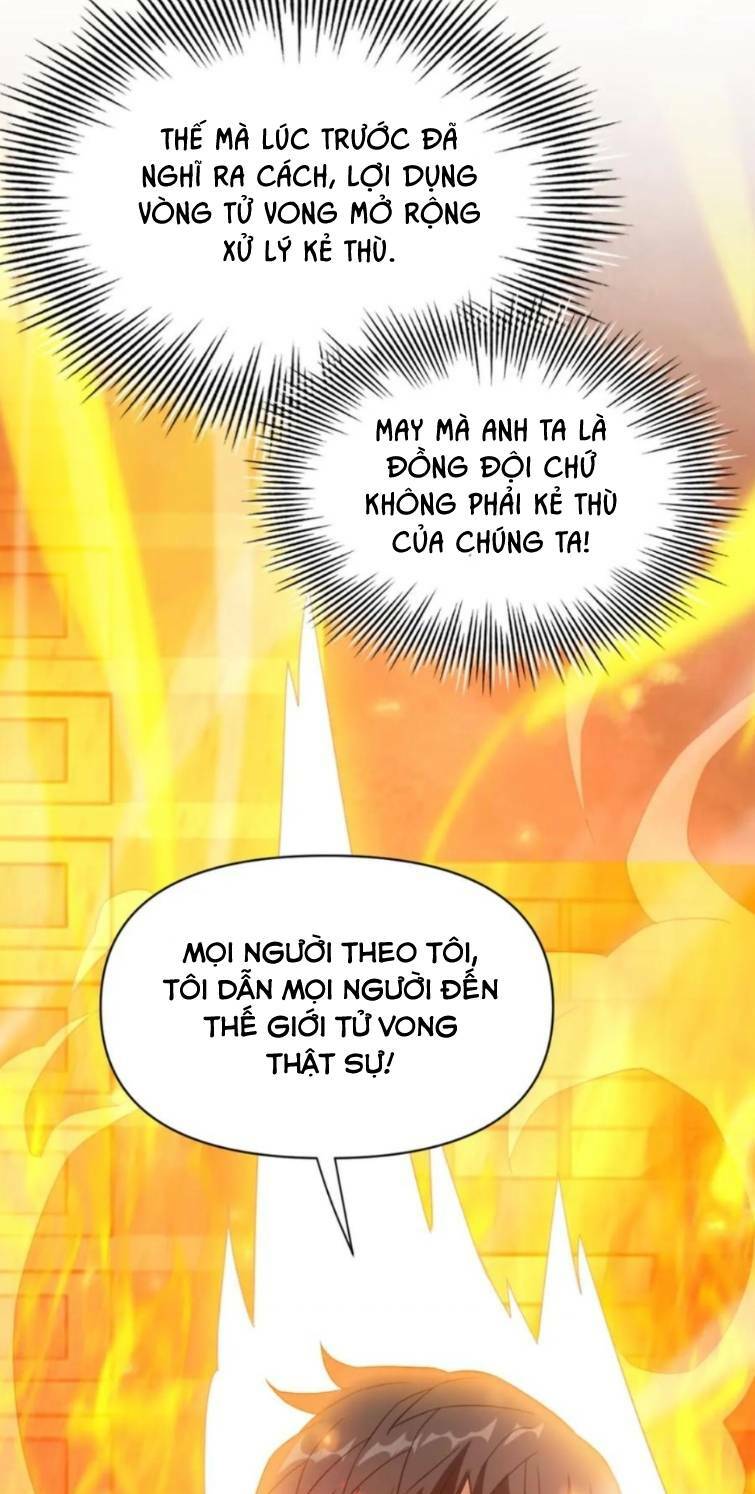 THẾ MÀ LÚC TRƯỚC ĐÃ
NGHĨ RA CÁCH, LỢI DỤNG
VÒNG TỬ VONG MỞ RỘNG
XỬ LÝ KẺ THÙ.
MAY MÀ ANH TA LÀ
ĐỒNG ĐỘI CHỨ
KHÔNG PHẢI KẺ THÙ
CỦA CHÚNG TA!
MỌI NGƯỜI THEO TÔI,
TÔI DẪN MỌI NGƯỜI ĐẾN
THẾ GIỚI TỬ VONG
THẬT SỰ!